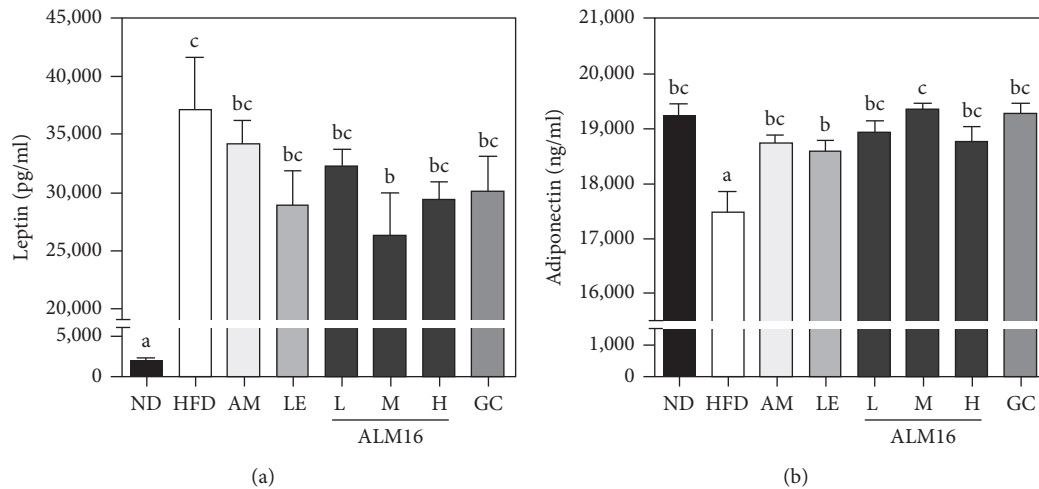 Leptin (pg/ml)
45,000
40,000
35,000
30,000
25,000
20,000
5,000
0
a
c
bc
bc
bc
b
bc
bc
ND HFD AM LE L M H GC
ALM16
(a)
Adiponectin (ng/ml)
21,000
20,000
19,000
18,000
17,000
16,000
1,000
0
bc
a
bc
b
bc
c
bc
bc
ND HFD AM LE L M H GC
ALM16
(b)